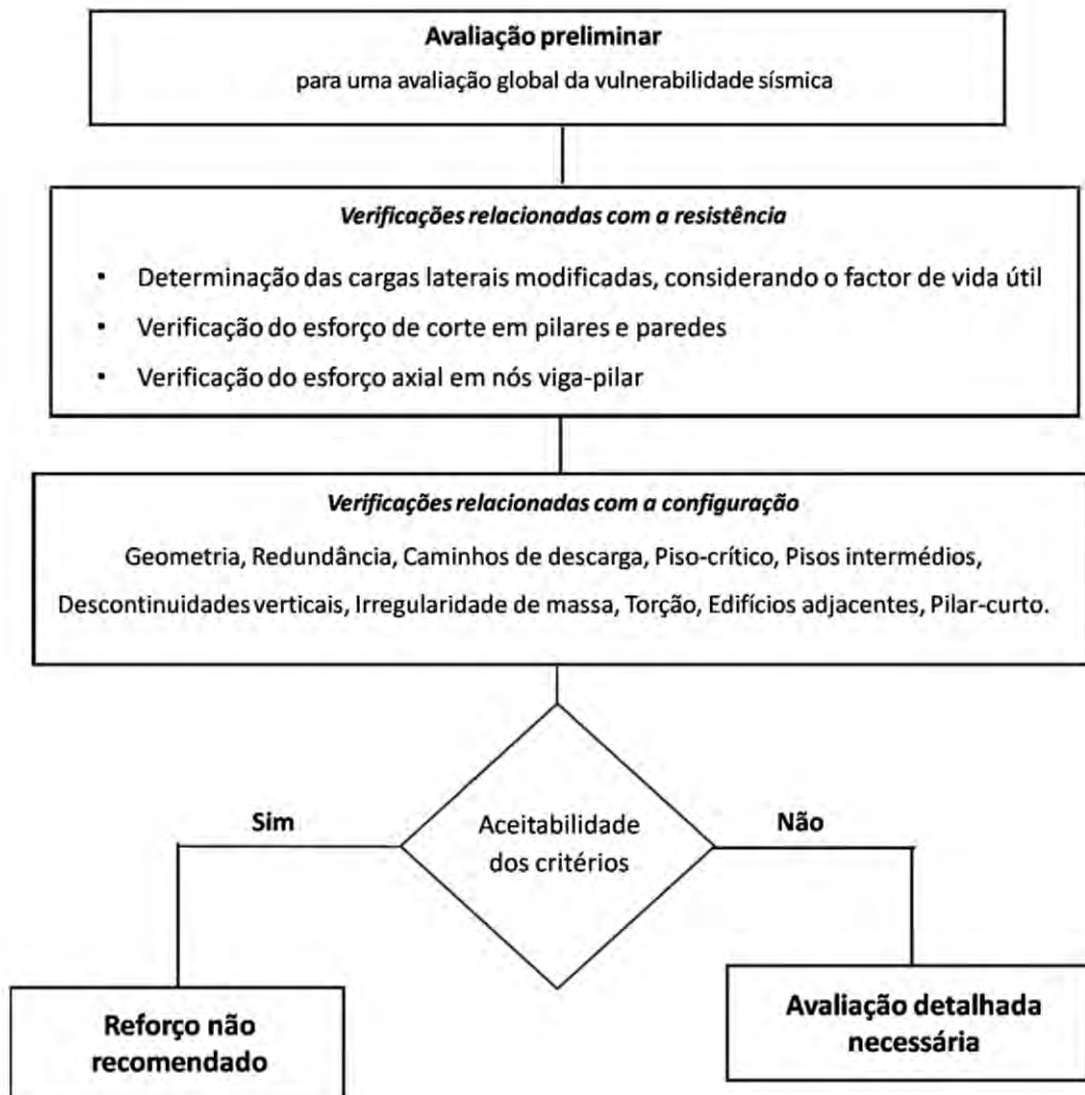 Avaliação preliminar
para uma avaliação global da vulnerabilidade sísmica
Verificações relacionadas com a resistência
• Determinação das cargas laterais modificadas, considerando o factor de vida útil
• Verificação do esforço de corte em pilares e paredes
• Verificação do esforço axial em nós viga-pilar
Verificações relacionadas com a configuração
Geometria, Redundância, Caminhos de descarga, Piso-crítico, Pisos intermédios,
Descontinuidades verticais, Irregularidade de massa, Torção, Edifícios adjacentes, Pilar-curto.
Sim
Aceitabilidade
dos critérios
Não
Reforço não
recomendado
Avaliação detalhada
necessária